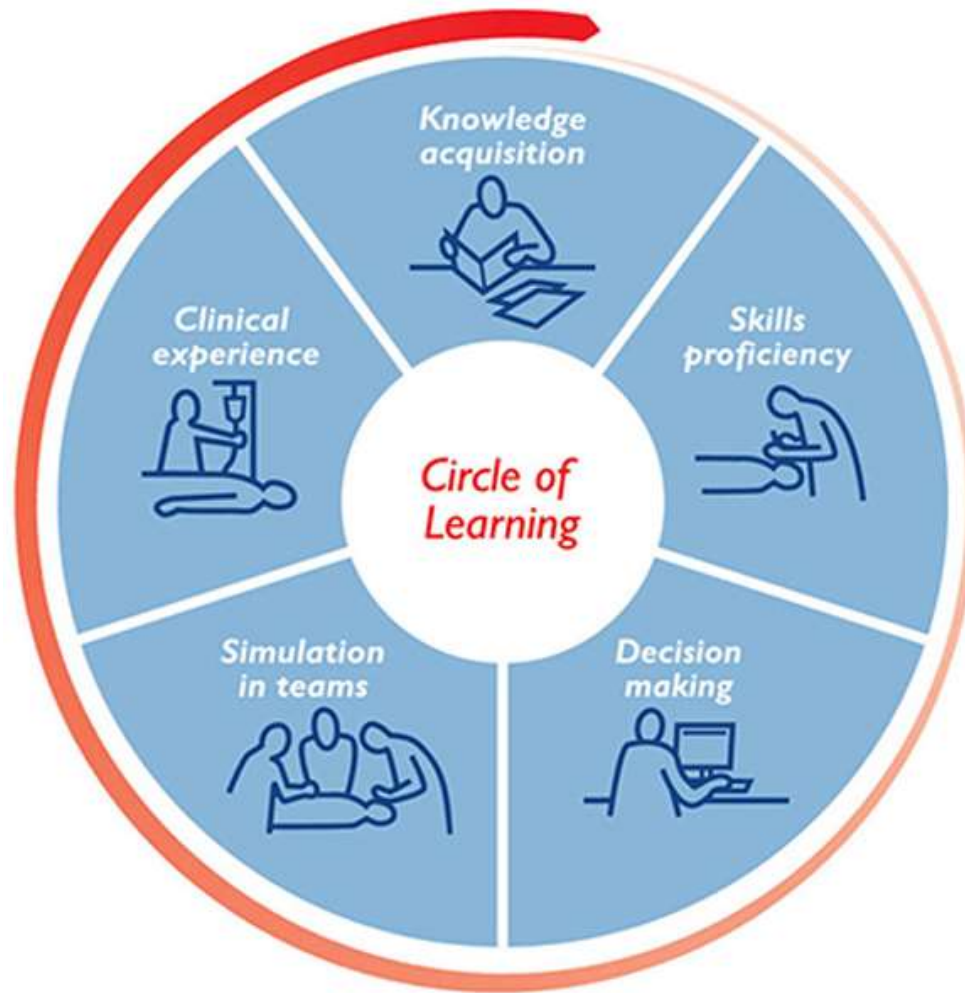 Knowledge
acquisition
Skills
proficiency
Decision
making
Simulation
in teams
Clinical
experience
Circle of
Learning